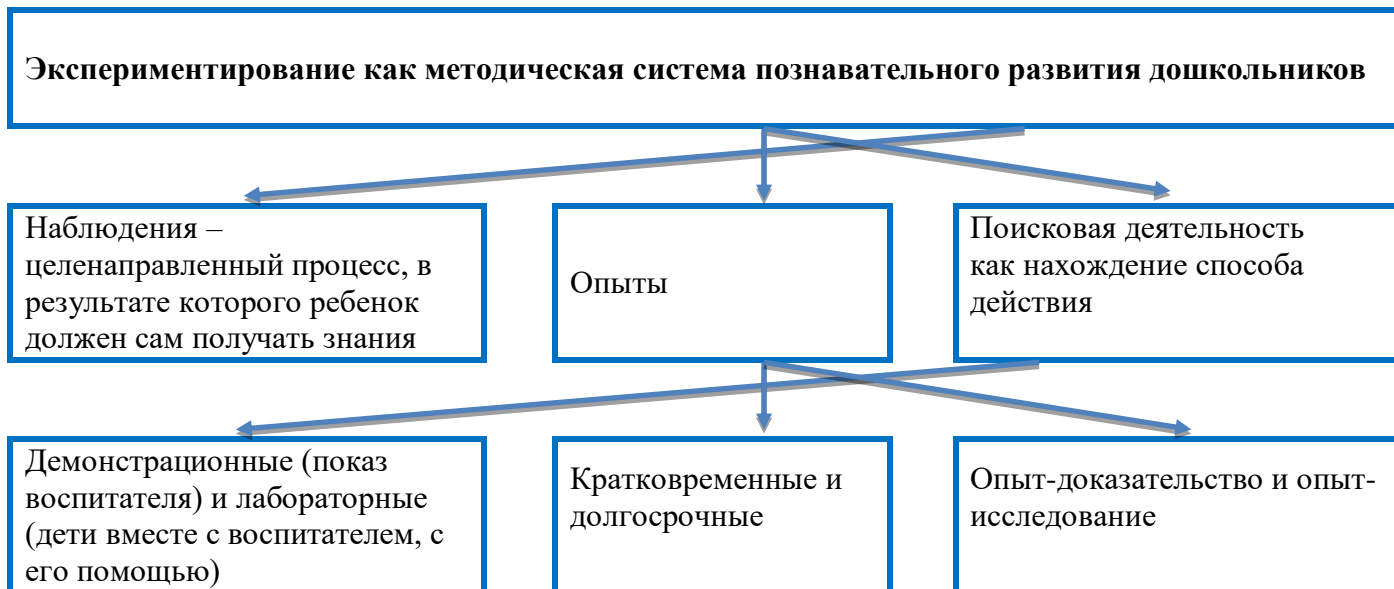 Экспериментирование как методическая система познавательного развития дошкольников
Наблюдения –
целенаправленный процесс, в
результате которого ребенок
должен сам получать знания
Опыты
Поисковая деятельность
как нахождение способа
действия
Демонстрационные (показ
воспитателя) и лабораторные
(дети вместе с воспитателем, с
его помощью)
Кратковременные и
долгосрочные
Опыт-доказательство и опыт-
исследование